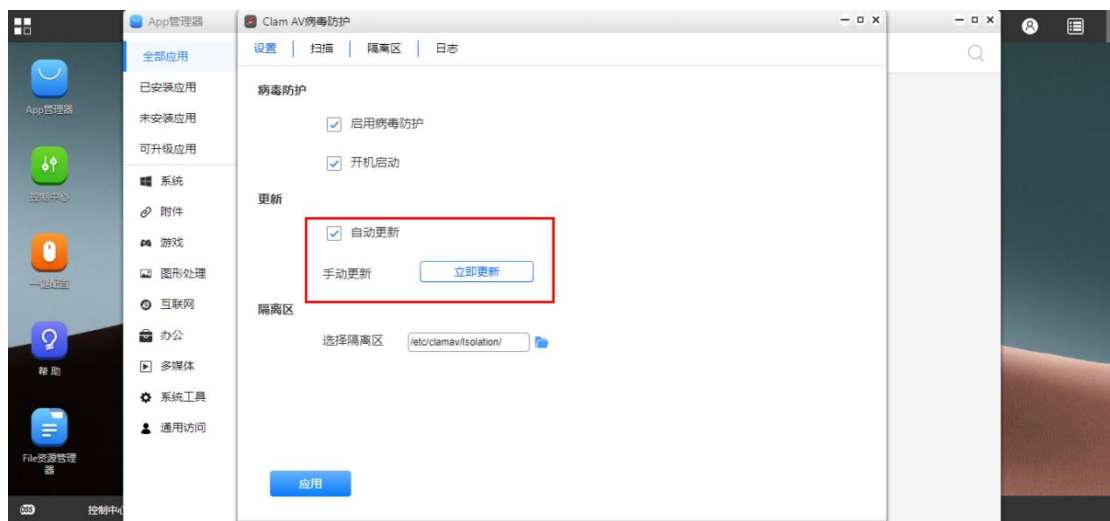 App管理器
控制中心
一键配置
帮助
File资源管理
器
控制中心
App管理器
全部应用
已安装应用
未安装应用
可升级应用
系统
附件
游戏
图形处理
互联网
办公
多媒体
系统工具
通用访问
Clam AV病毒防护
设置 | 扫描 | 隔离区 | 日志
病毒防护
启用病毒防护
开机启动
更新
自动更新
手动更新 立即更新
隔离区
选择隔离区 /etc/clamav/Isolation/
应用